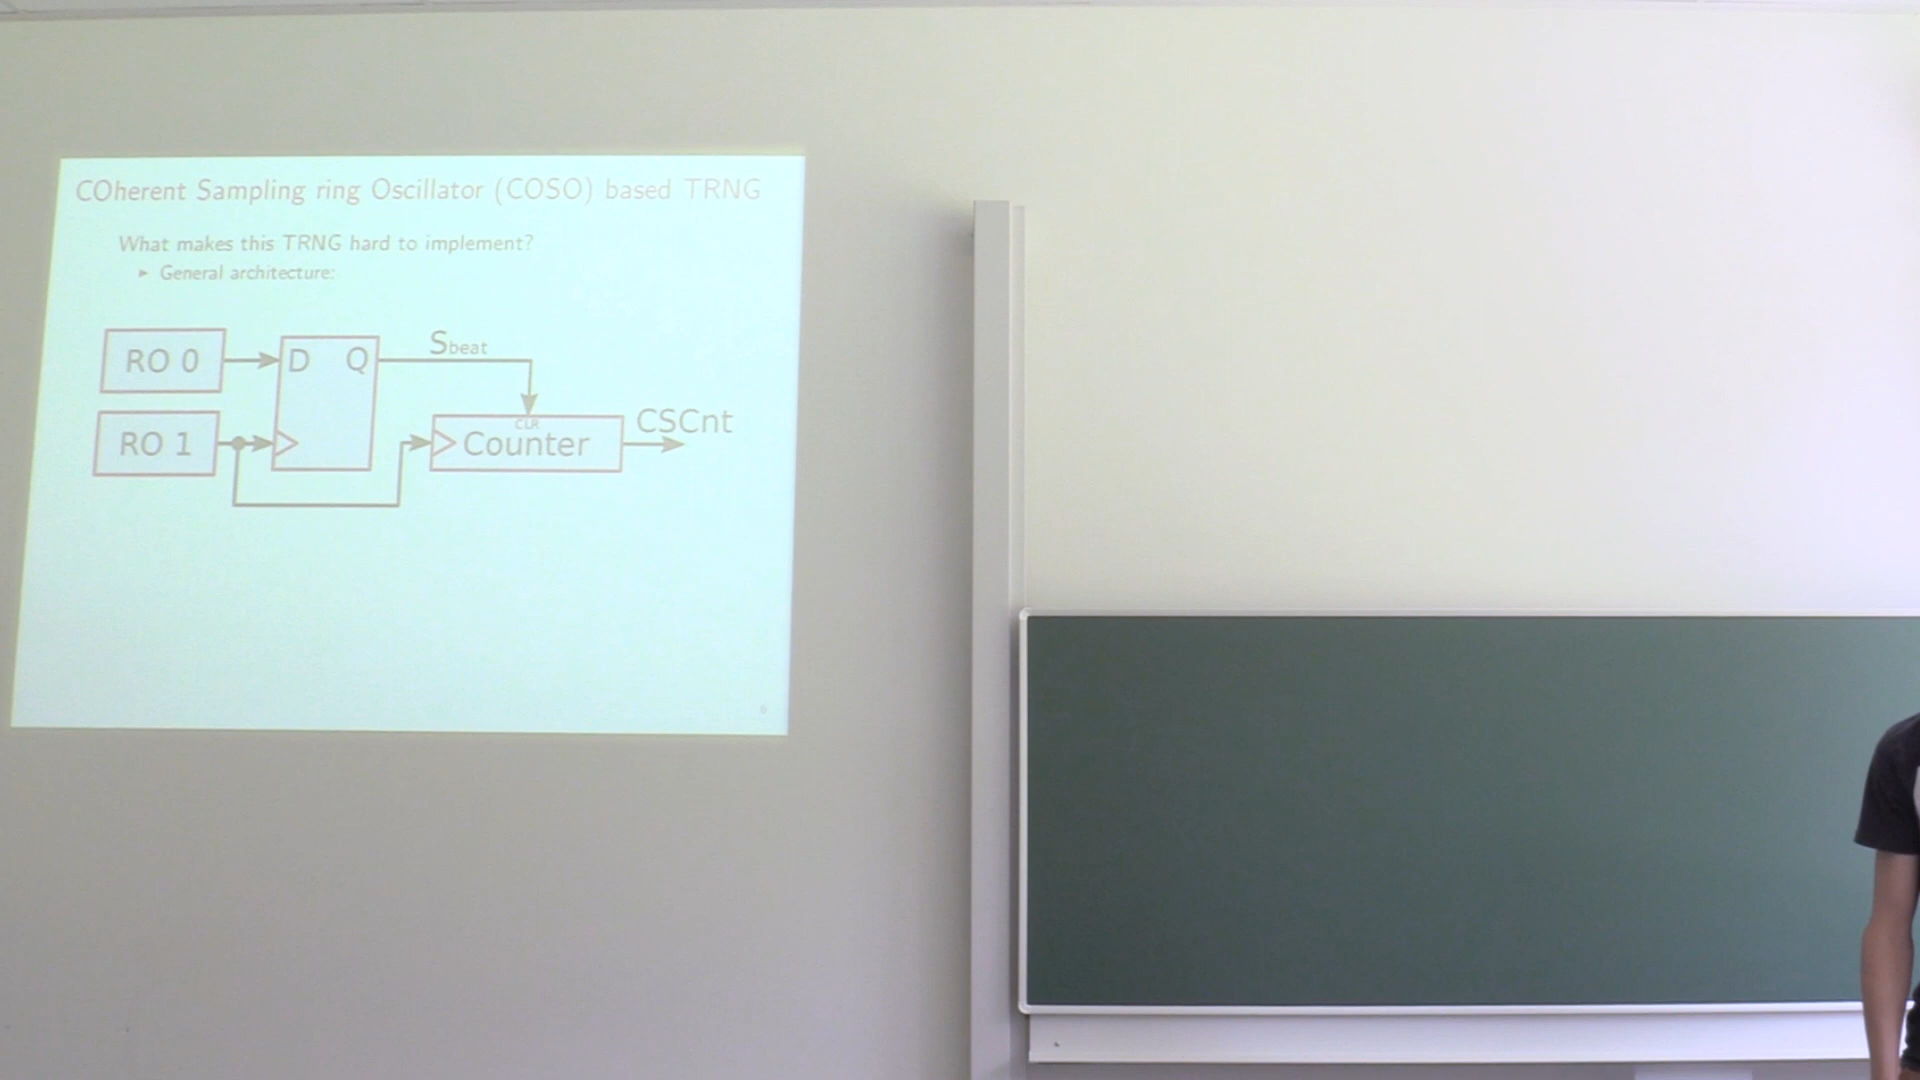 COherent Sampling ring Oscillator (COSO) based TRNG
What makes this TRNG hard to implement?
► General architecture:
RO 0
D Q
Sbeat
RO 1
CLR
Counter
CSCnt